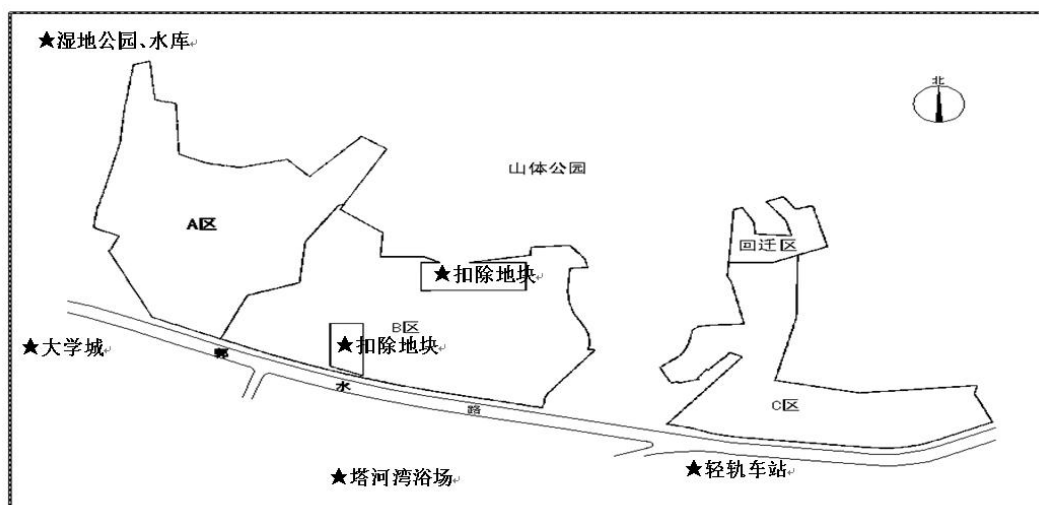 ★湿地公园、水库
北
山体公园
A区
回迁区
★扣除地块
B区
★扣除地块
★大学城
郭
水
路
C区
★塔河湾浴场
★轻轨车站